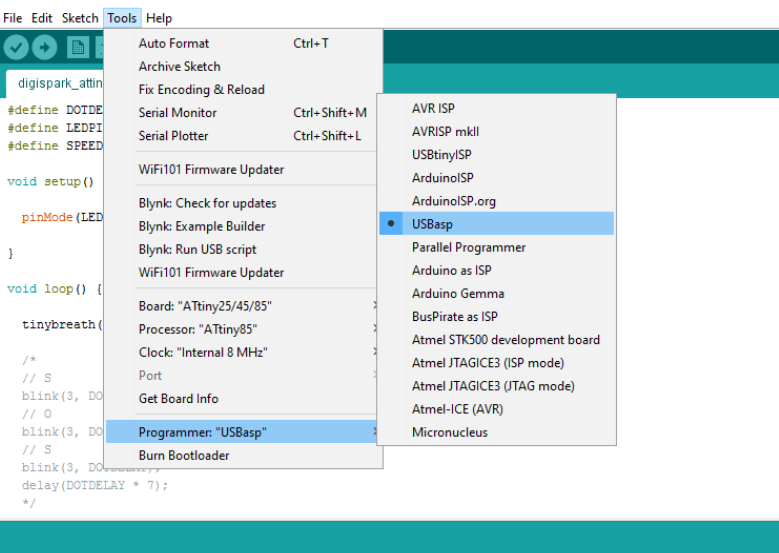 File Edit Sketch Tools Help
digispark_attin
#define DOTDE
#define LEDPI
#define SPEED
void setup()
pinMode(LED
}
void loop() {
tinybreath(
/*
// S
blink(3, DO
// O
blink(3, DO
// S
blink(3, DOTDELAY);
delay(DOTDELAY * 7);
*/
Auto Format Ctrl+T
Archive Sketch
Fix Encoding & Reload
Serial Monitor Ctrl+Shift+M
Serial Plotter Ctrl+Shift+L
WiFi101 Firmware Updater
Blynk: Check for updates
Blynk: Example Builder
Blynk: Run USB script
WiFi101 Firmware Updater
Board: "ATtiny25/45/85"
Processor: "ATtiny85"
Clock: "Internal 8 MHz"
Port
Get Board Info
Programmer: "USBasp"
Burn Bootloader
AVR ISP
AVRISP mkII
USBtinyISP
ArduinoISP
ArduinoISP.org
USBasp
Parallel Programmer
Arduino as ISP
Arduino Gemma
BusPirate as ISP
Atmel STK500 development board
Atmel JTAGICE3 (ISP mode)
Atmel JTAGICE3 (JTAG mode)
Atmel-ICE (AVR)
Micronucleus